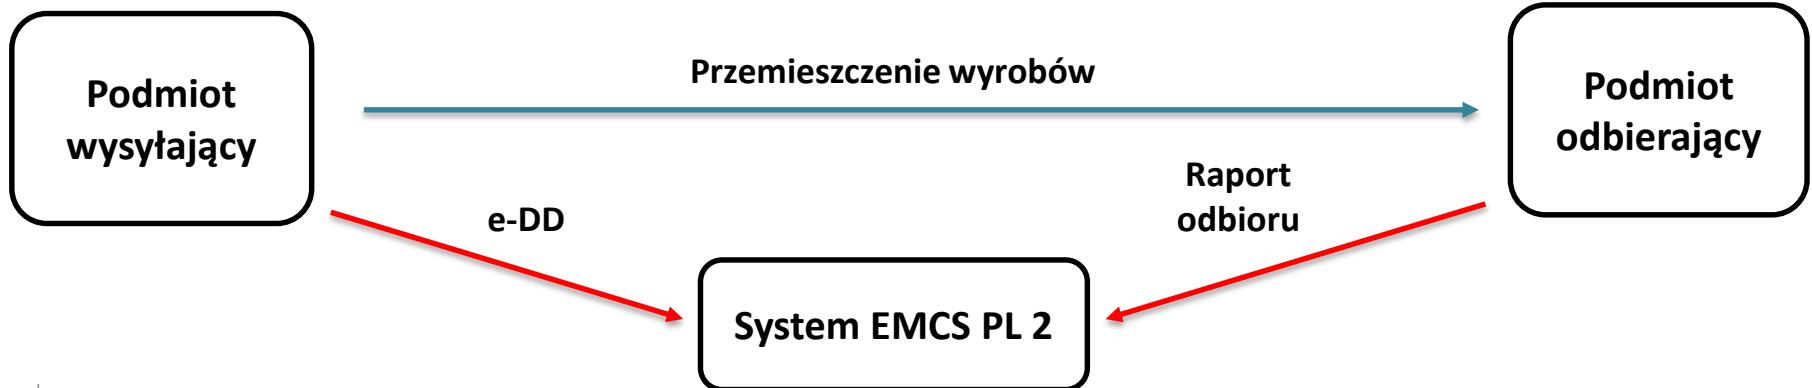 Podmiot
wysyłający
Przemieszczenie wyrobów
Podmiot
odbierający
e-DD
Raport
odbioru
System EMCS PL 2